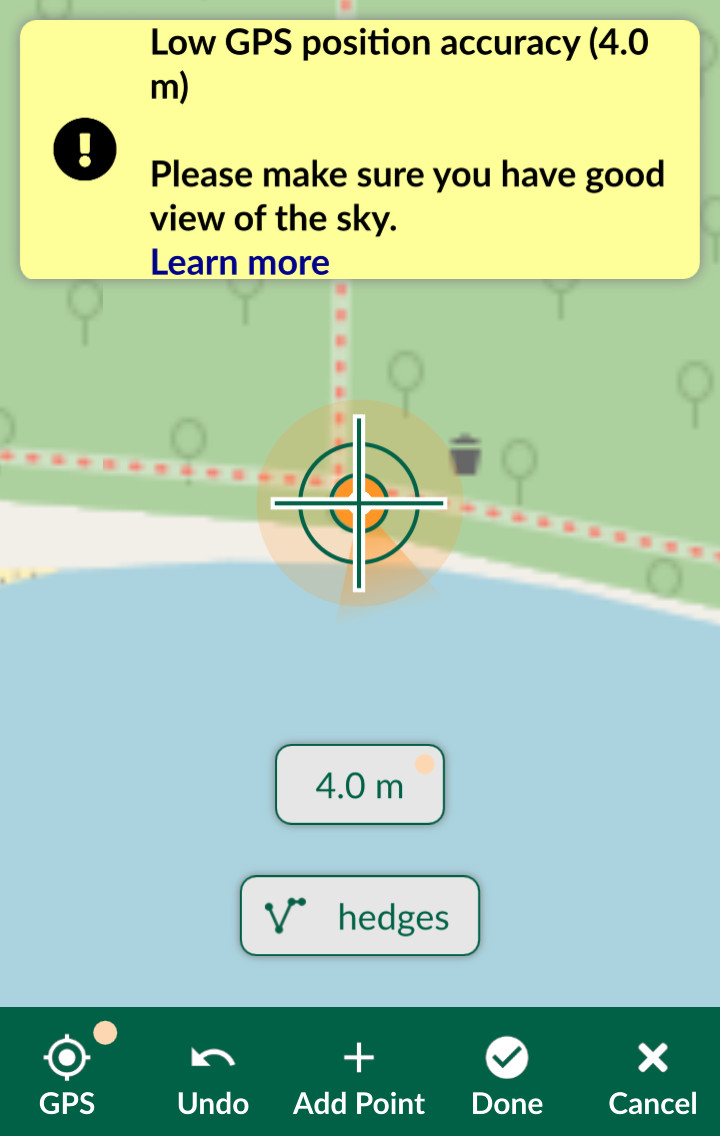 Low GPS position accuracy (4.0
m)
Please make sure you have good
view of the sky.
Learn more
4.0 m
hedges
GPS
Undo
Add Point
Done
Cancel